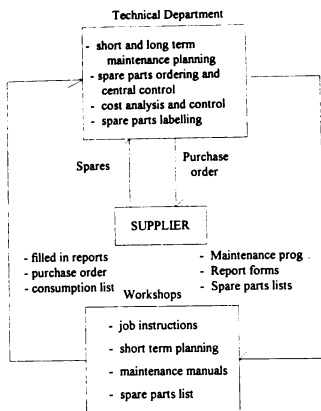 Technical Department
- short and long term
maintenance planning
- spare parts ordering and
central control
- cost analysis and control
- spare parts labelling
Spares
Purchase
order
SUPPLIER
- filled in reports
- purchase order
- consumption list
- Maintenance prog
- Report forms
- Spare parts lists
Workshops
- job instructions
- short term planning
- maintenance manuals
- spare parts list